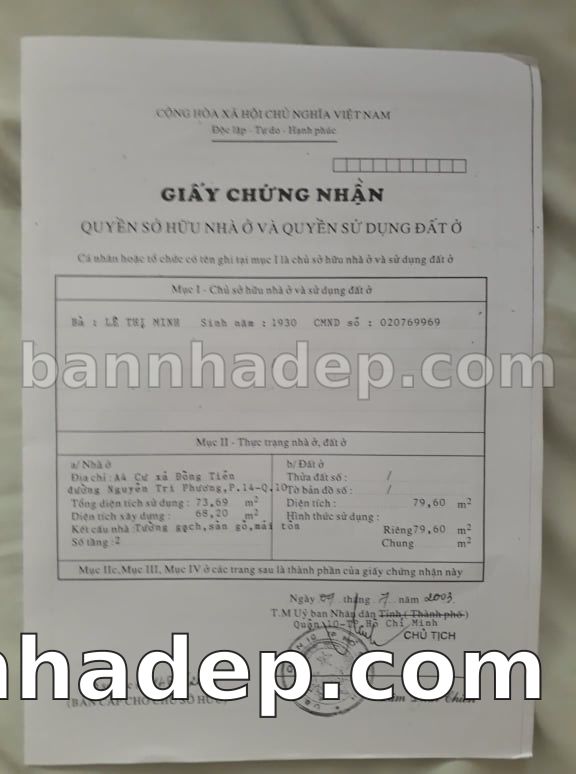 CỘNG HÒA XÃ HỘI CHỦ NGHĨA VIỆT NAM
Độc lập - Tự do - Hạnh phúc
GIẤY CHỨNG NHẬN
QUYỀN SỞ HỮU NHÀ Ở VÀ QUYỀN SỬ DỤNG ĐẤT Ở
Cá nhân hoặc tổ chức có tên ghi tại mục I là chủ sở hữu nhà ở và sử dụng đất ở
Mục I - Chủ sở hữu nhà ở và sử dụng đất ở
Bà : LÊ THỊ MINH Sinh năm : 1930 CMND số : 020769969
bannhadep.com
Mục II - Thực trạng nhà ở, đất ở
a/ Nhà ở
Địa chỉ : A4 Cư xá Đồng Tiến
đường Nguyễn Tri Phương, P.14-Q.10
Tổng diện tích sử dụng : 73,69 m²
Diện tích xây dựng : 68,20 m²
Kết cấu nhà : Tường gạch, sàn gỗ, mái tôn
Số tầng : 2
b/ Đất ở
Thửa đất số : /
Tờ bản đồ số : /
Diện tích : 79,60 m²
Hình thức sử dụng :
Riêng 79,60 m²
Chung m²
Mục IIc, Mục III, Mục IV ở các trang sau là thành phần của giấy chứng nhận này
Ngày 07 tháng 7 năm 2003
T.M Uỷ ban Nhân dân Tỉnh ( Thành phố )
Quận 10-TP.Hồ Chí Minh
CHỦ TỊCH
nhadep.com
(BẢN CẤP CHO CHỦ SỞ HỮU)